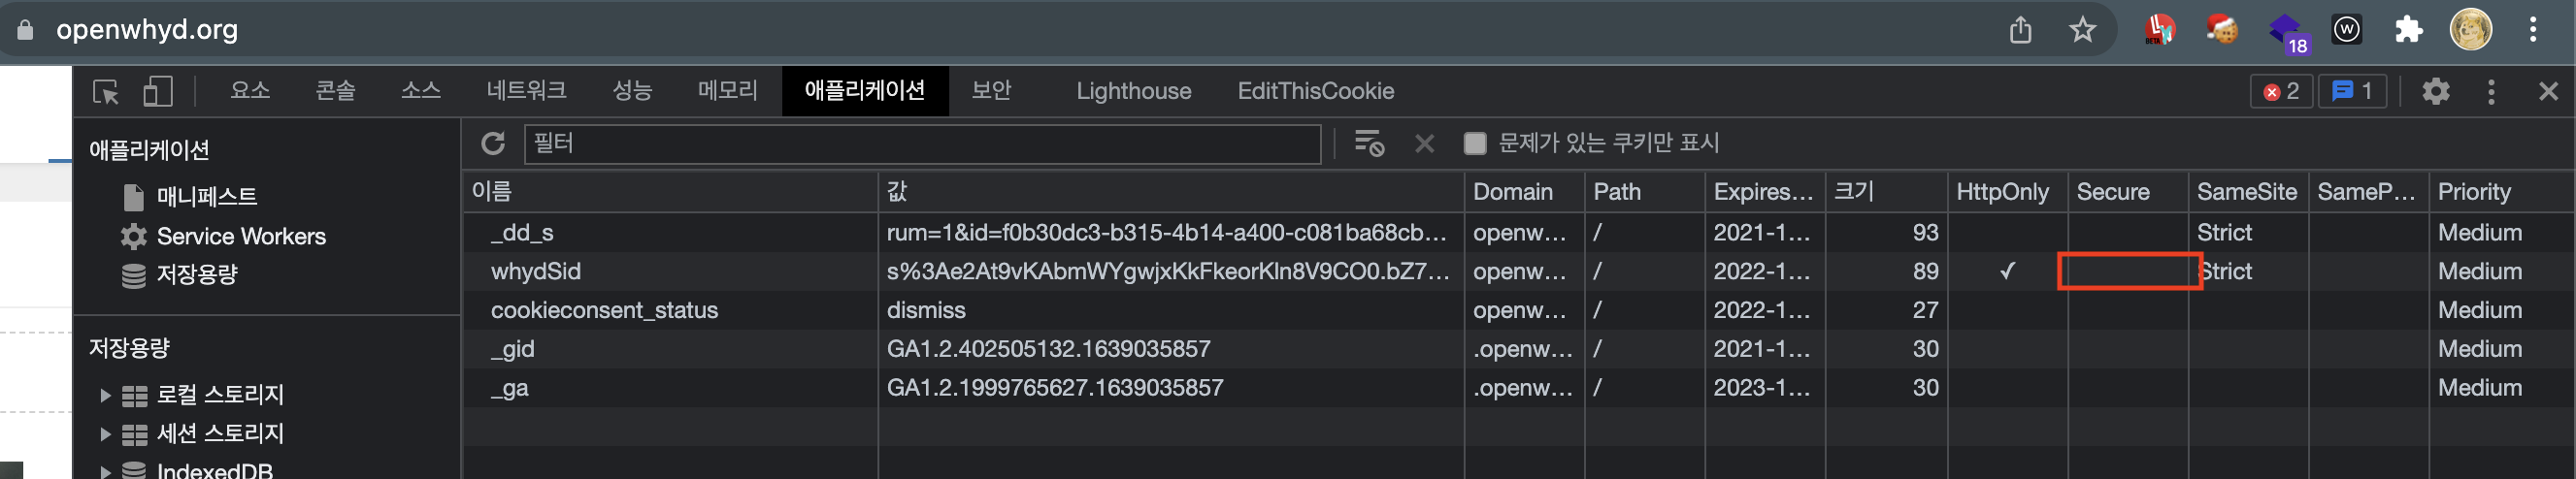 openwhyd.org
18
요소 콘솔 소스 네트워크 성능 메모리 애플리케이션 보안 Lighthouse EditThisCookie 2 1
애플리케이션
매니페스트
Service Workers
저장용량
저장용량
로컬 스토리지
세션 스토리지
IndexedDB
필터 문제가 있는 쿠키만 표시
이름 값 Domain Path Expires... 크기 HttpOnly Secure SameSite SameP... Priority
_dd_s rum=1&id=f0b30dc3-b315-4b14-a400-c081ba68cb... openw... / 2021-1... 93 Strict Medium
whydSid s%3Ae2At9vKAbmWYgwjxKkFkeorKIn8V9CO0.bZ7... openw... / 2022-1... 89 ✓ Strict Medium
cookieconsent_status dismiss openw... / 2022-1... 27 Medium
_gid GA1.2.402505132.1639035857 .openw... / 2021-1... 30 Medium
_ga GA1.2.1999765627.1639035857 .openw... / 2023-1... 30 Medium